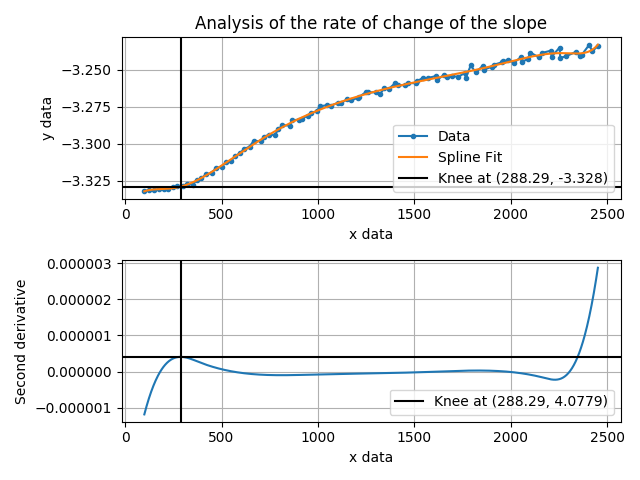 Analysis of the rate of change of the slope
y data
−3.250
−3.275
−3.300
−3.325
Data
Spline Fit
Knee at (288.29, -3.328)
0
500
1000
1500
2000
2500
x data
Second derivative
0.000003
0.000002
0.000001
0.000000
−0.000001
Knee at (288.29, 4.0779)
0
500
1000
1500
2000
2500
x data